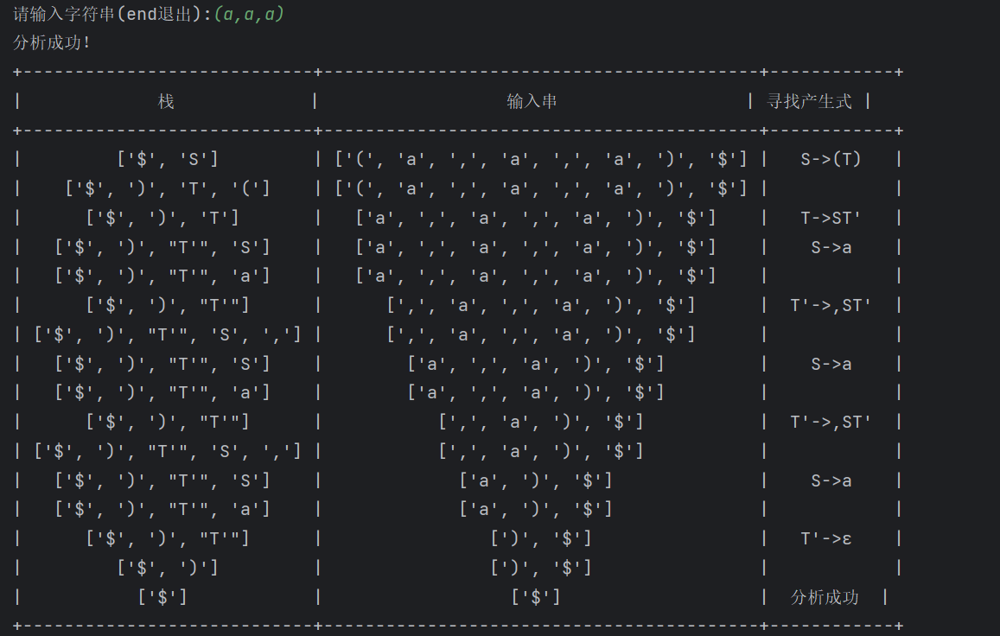 请输入字符串(end退出):(a,a,a)
分析成功!
+----------------------------+------------------------------------------+------------+
|             栈             |                  输入串                  | 寻找产生式 |
+----------------------------+------------------------------------------+------------+
|         ['$', 'S']         | ['(', 'a', ',', 'a', ',', 'a', ')', '$'] |   S->(T)   |
|    ['$', ')', 'T', '(']    | ['(', 'a', ',', 'a', ',', 'a', ')', '$'] |            |
|      ['$', ')', 'T']       |   ['a', ',', 'a', ',', 'a', ')', '$']    |   T->ST'   |
|   ['$', ')', "T'", 'S']    |   ['a', ',', 'a', ',', 'a', ')', '$']    |    S->a    |
|   ['$', ')', "T'", 'a']    |   ['a', ',', 'a', ',', 'a', ')', '$']    |            |
|      ['$', ')', "T'"]      |      [',', 'a', ',', 'a', ')', '$']      |  T'->,ST'  |
| ['$', ')', "T'", 'S', ','] |      [',', 'a', ',', 'a', ')', '$']      |            |
|   ['$', ')', "T'", 'S']    |        ['a', ',', 'a', ')', '$']         |    S->a    |
|   ['$', ')', "T'", 'a']    |        ['a', ',', 'a', ')', '$']         |            |
|      ['$', ')', "T'"]      |           [',', 'a', ')', '$']           |  T'->,ST'  |
| ['$', ')', "T'", 'S', ','] |           [',', 'a', ')', '$']           |            |
|   ['$', ')', "T'", 'S']    |             ['a', ')', '$']              |    S->a    |
|   ['$', ')', "T'", 'a']    |             ['a', ')', '$']              |            |
|      ['$', ')', "T'"]      |                [')', '$']                |   T'->ε    |
|         ['$', ')']         |                [')', '$']                |            |
|           ['$']            |                  ['$']                   |  分析成功  |
+----------------------------+------------------------------------------+------------+